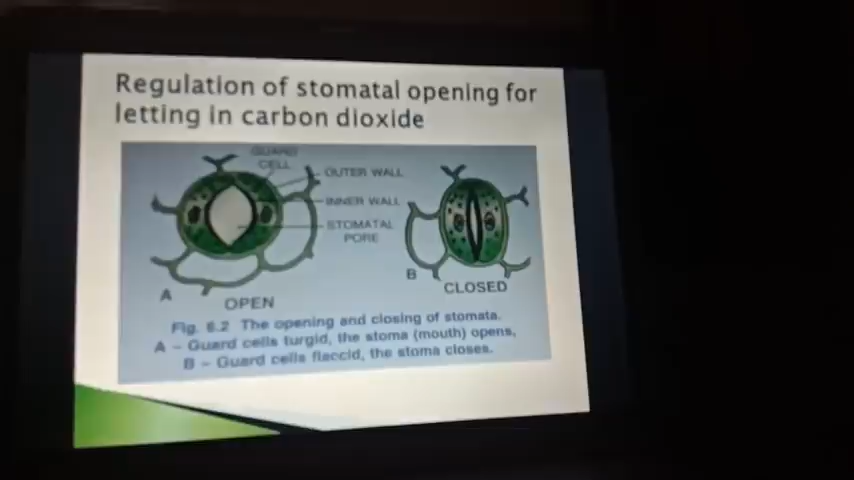 Regulation of stomatal opening for
letting in carbon dioxide
GUARD
CELL
OUTER WALL
INNER WALL
STOMATAL
PORE
A
OPEN
B
CLOSED
Fig. 6.2 The opening and closing of stomata.
A – Guard cells turgid, the stoma (mouth) opens,
B – Guard cells flaccid, the stoma closes.